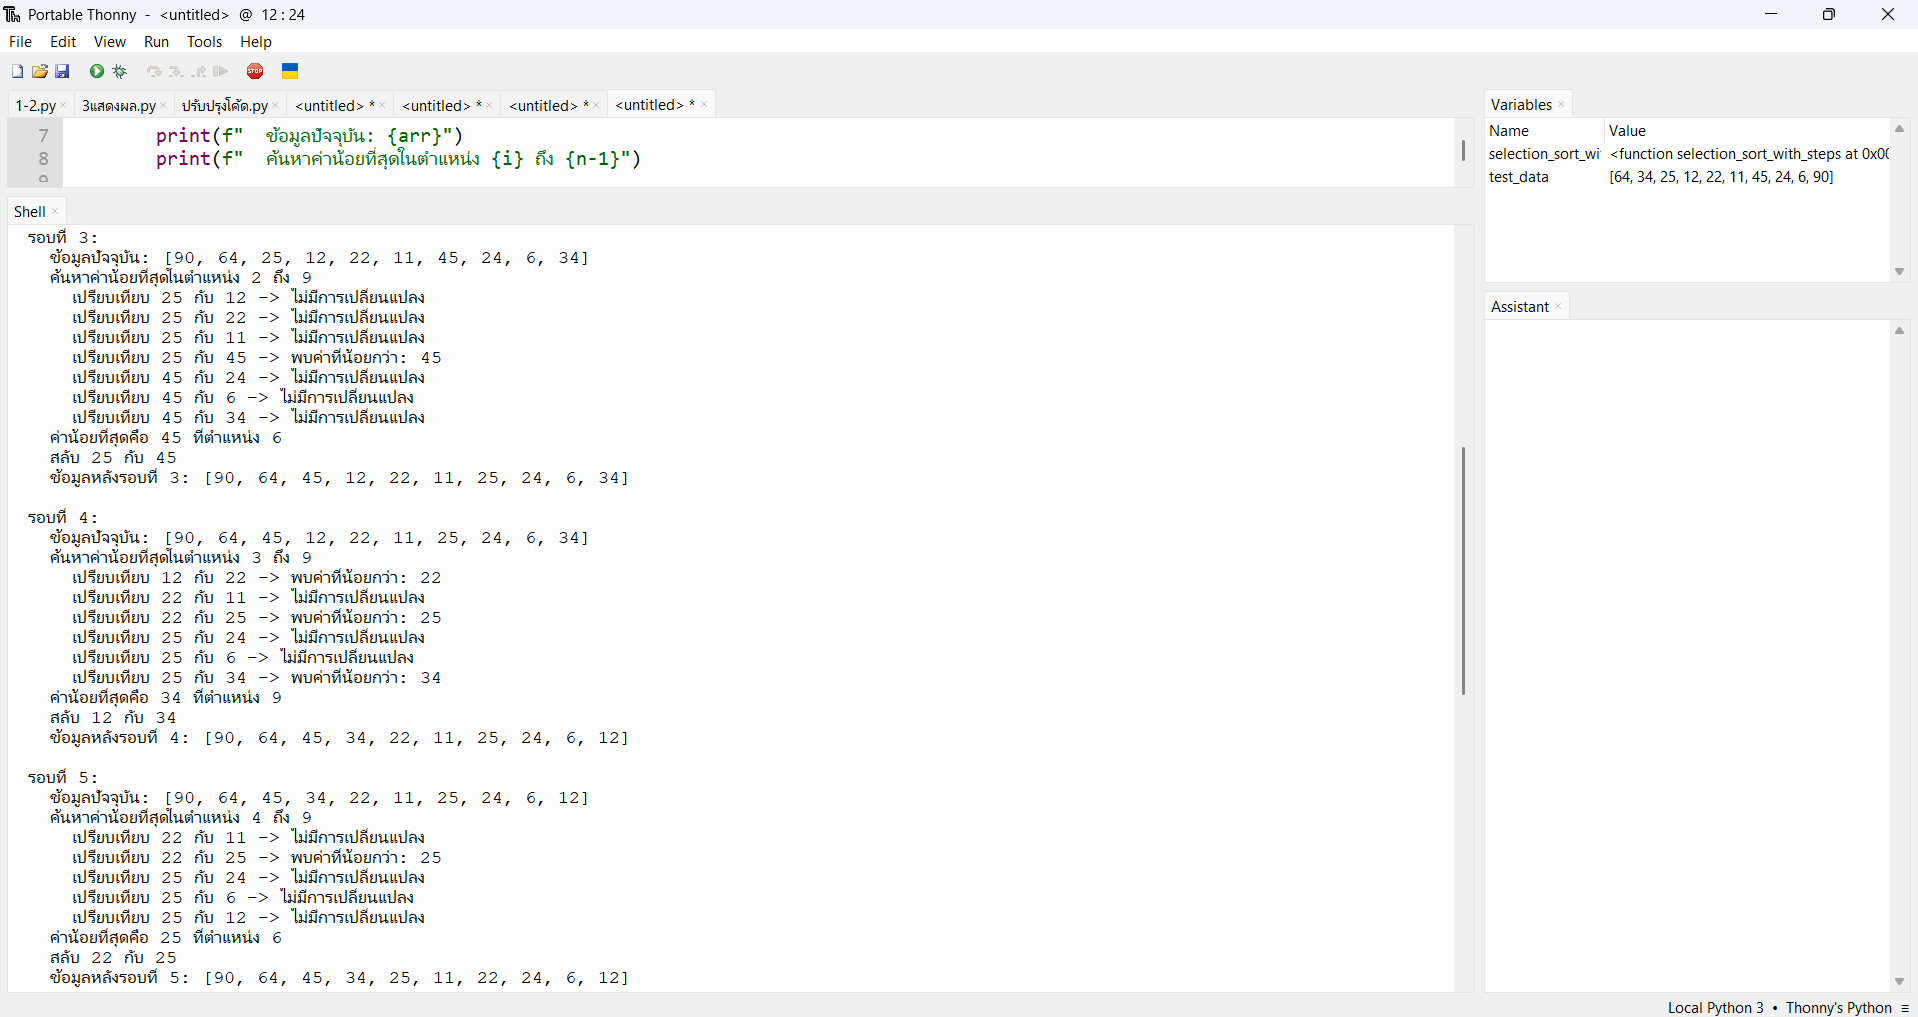 Portable Thonny - <untitled> @ 12:24
File Edit View Run Tools Help
1-2.py 3แสดงผล.py ปรับปรุงโค้ด.py <untitled> * <untitled> * <untitled> * <untitled> *
7 print(f"  ข้อมูลปัจจุบัน: {arr}")
8 print(f"  ค้นหาค่าน้อยที่สุดในตำแหน่ง {i} ถึง {n-1}")
9
Shell
รอบที่ 3:
ข้อมูลปัจจุบัน: [90, 64, 25, 12, 22, 11, 45, 24, 6, 34]
ค้นหาค่าน้อยที่สุดในตำแหน่ง 2 ถึง 9
เปรียบเทียบ 25 กับ 12 -> ไม่มีการเปลี่ยนแปลง
เปรียบเทียบ 25 กับ 22 -> ไม่มีการเปลี่ยนแปลง
เปรียบเทียบ 25 กับ 11 -> ไม่มีการเปลี่ยนแปลง
เปรียบเทียบ 25 กับ 45 -> พบค่าที่น้อยกว่า: 45
เปรียบเทียบ 45 กับ 24 -> ไม่มีการเปลี่ยนแปลง
เปรียบเทียบ 45 กับ 6 -> ไม่มีการเปลี่ยนแปลง
เปรียบเทียบ 45 กับ 34 -> ไม่มีการเปลี่ยนแปลง
ค่าน้อยที่สุดคือ 45 ที่ตำแหน่ง 6
สลับ 25 กับ 45
ข้อมูลหลังรอบที่ 3: [90, 64, 45, 12, 22, 11, 25, 24, 6, 34]
รอบที่ 4:
ข้อมูลปัจจุบัน: [90, 64, 45, 12, 22, 11, 25, 24, 6, 34]
ค้นหาค่าน้อยที่สุดในตำแหน่ง 3 ถึง 9
เปรียบเทียบ 12 กับ 22 -> พบค่าที่น้อยกว่า: 22
เปรียบเทียบ 22 กับ 11 -> ไม่มีการเปลี่ยนแปลง
เปรียบเทียบ 22 กับ 25 -> พบค่าที่น้อยกว่า: 25
เปรียบเทียบ 25 กับ 24 -> ไม่มีการเปลี่ยนแปลง
เปรียบเทียบ 25 กับ 6 -> ไม่มีการเปลี่ยนแปลง
เปรียบเทียบ 25 กับ 34 -> พบค่าที่น้อยกว่า: 34
ค่าน้อยที่สุดคือ 34 ที่ตำแหน่ง 9
สลับ 12 กับ 34
ข้อมูลหลังรอบที่ 4: [90, 64, 45, 34, 22, 11, 25, 24, 6, 12]
รอบที่ 5:
ข้อมูลปัจจุบัน: [90, 64, 45, 34, 22, 11, 25, 24, 6, 12]
ค้นหาค่าน้อยที่สุดในตำแหน่ง 4 ถึง 9
เปรียบเทียบ 22 กับ 11 -> ไม่มีการเปลี่ยนแปลง
เปรียบเทียบ 22 กับ 25 -> พบค่าที่น้อยกว่า: 25
เปรียบเทียบ 25 กับ 24 -> ไม่มีการเปลี่ยนแปลง
เปรียบเทียบ 25 กับ 6 -> ไม่มีการเปลี่ยนแปลง
เปรียบเทียบ 25 กับ 12 -> ไม่มีการเปลี่ยนแปลง
ค่าน้อยที่สุดคือ 25 ที่ตำแหน่ง 6
สลับ 22 กับ 25
ข้อมูลหลังรอบที่ 5: [90, 64, 45, 34, 25, 11, 22, 24, 6, 12]
Variables
Name Value
selection_sort_wi <function selection_sort_with_steps at 0x00
test_data [64, 34, 25, 12, 22, 11, 45, 24, 6, 90]
Assistant
Local Python 3 • Thonny's Python ≡